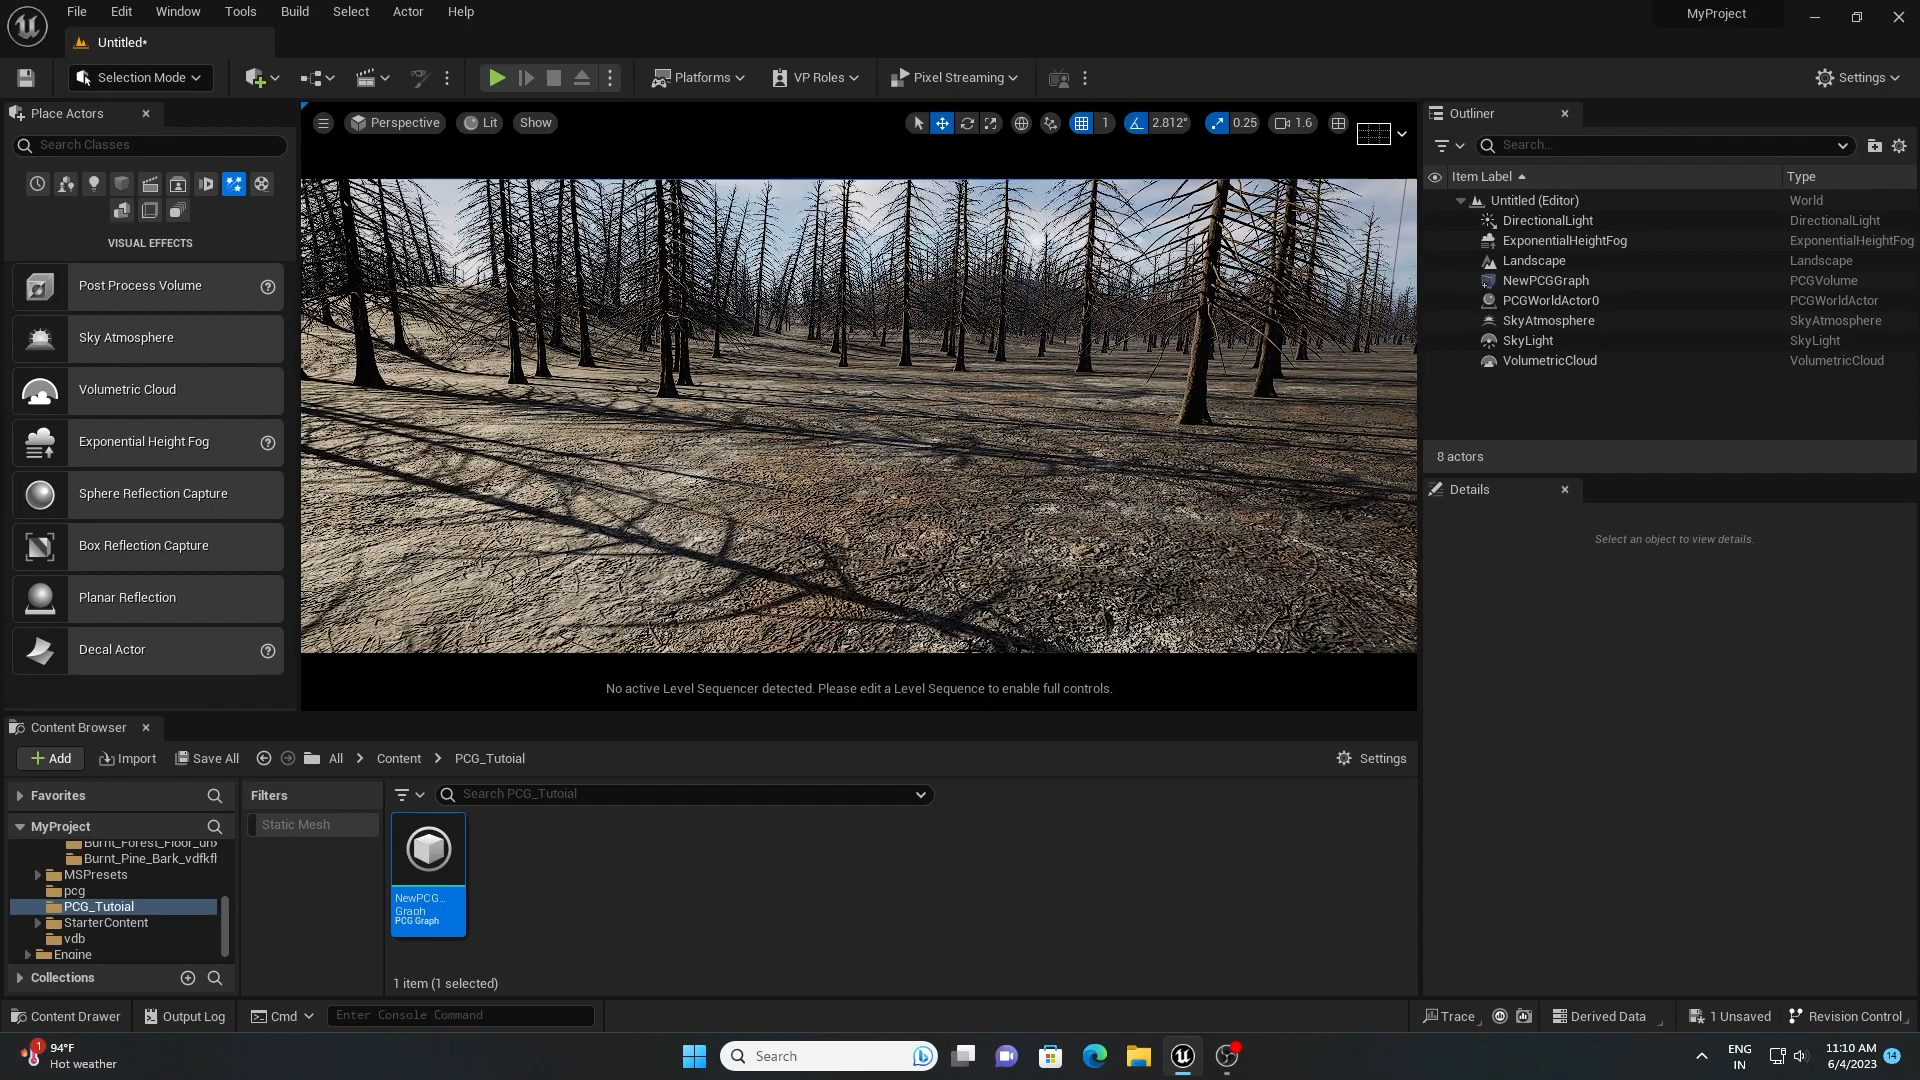 File Edit Window Tools Build Select Actor Help
MyProject
Untitled*
Selection Mode
Platforms
VP Roles
Pixel Streaming
Settings
Place Actors
Search Classes
VISUAL EFFECTS
Post Process Volume
Sky Atmosphere
Volumetric Cloud
Exponential Height Fog
Sphere Reflection Capture
Box Reflection Capture
Planar Reflection
Decal Actor
Perspective
Lit
Show
1
2.812°
0.25
1.6
No active Level Sequencer detected. Please edit a Level Sequence to enable full controls.
Outliner
Search...
Item Label Type
Untitled (Editor) World
DirectionalLight DirectionalLight
ExponentialHeightFog ExponentialHeightFog
Landscape Landscape
NewPCGGraph PCGVolume
PCGWorldActor0 PCGWorldActor
SkyAtmosphere SkyAtmosphere
SkyLight SkyLight
VolumetricCloud VolumetricCloud
8 actors
Details
Select an object to view details.
Content Browser
Add
Import
Save All
All
Content
PCG_Tutoial
Settings
Favorites
MyProject
Burnt_Forest_Floor_unx
Burnt_Pine_Bark_vdfkfl
MSPresets
pcg
PCG_Tutoial
StarterContent
vdb
Engine
Collections
Filters
Static Mesh
Search PCG_Tutoial
NewPCG...
Graph
PCG Graph
1 item (1 selected)
Content Drawer
Output Log
Cmd
Enter Console Command
Trace
Derived Data
1 Unsaved
Revision Control
1
94°F
Hot weather
Search
ENG
IN
11:10 AM
6/4/2023
14